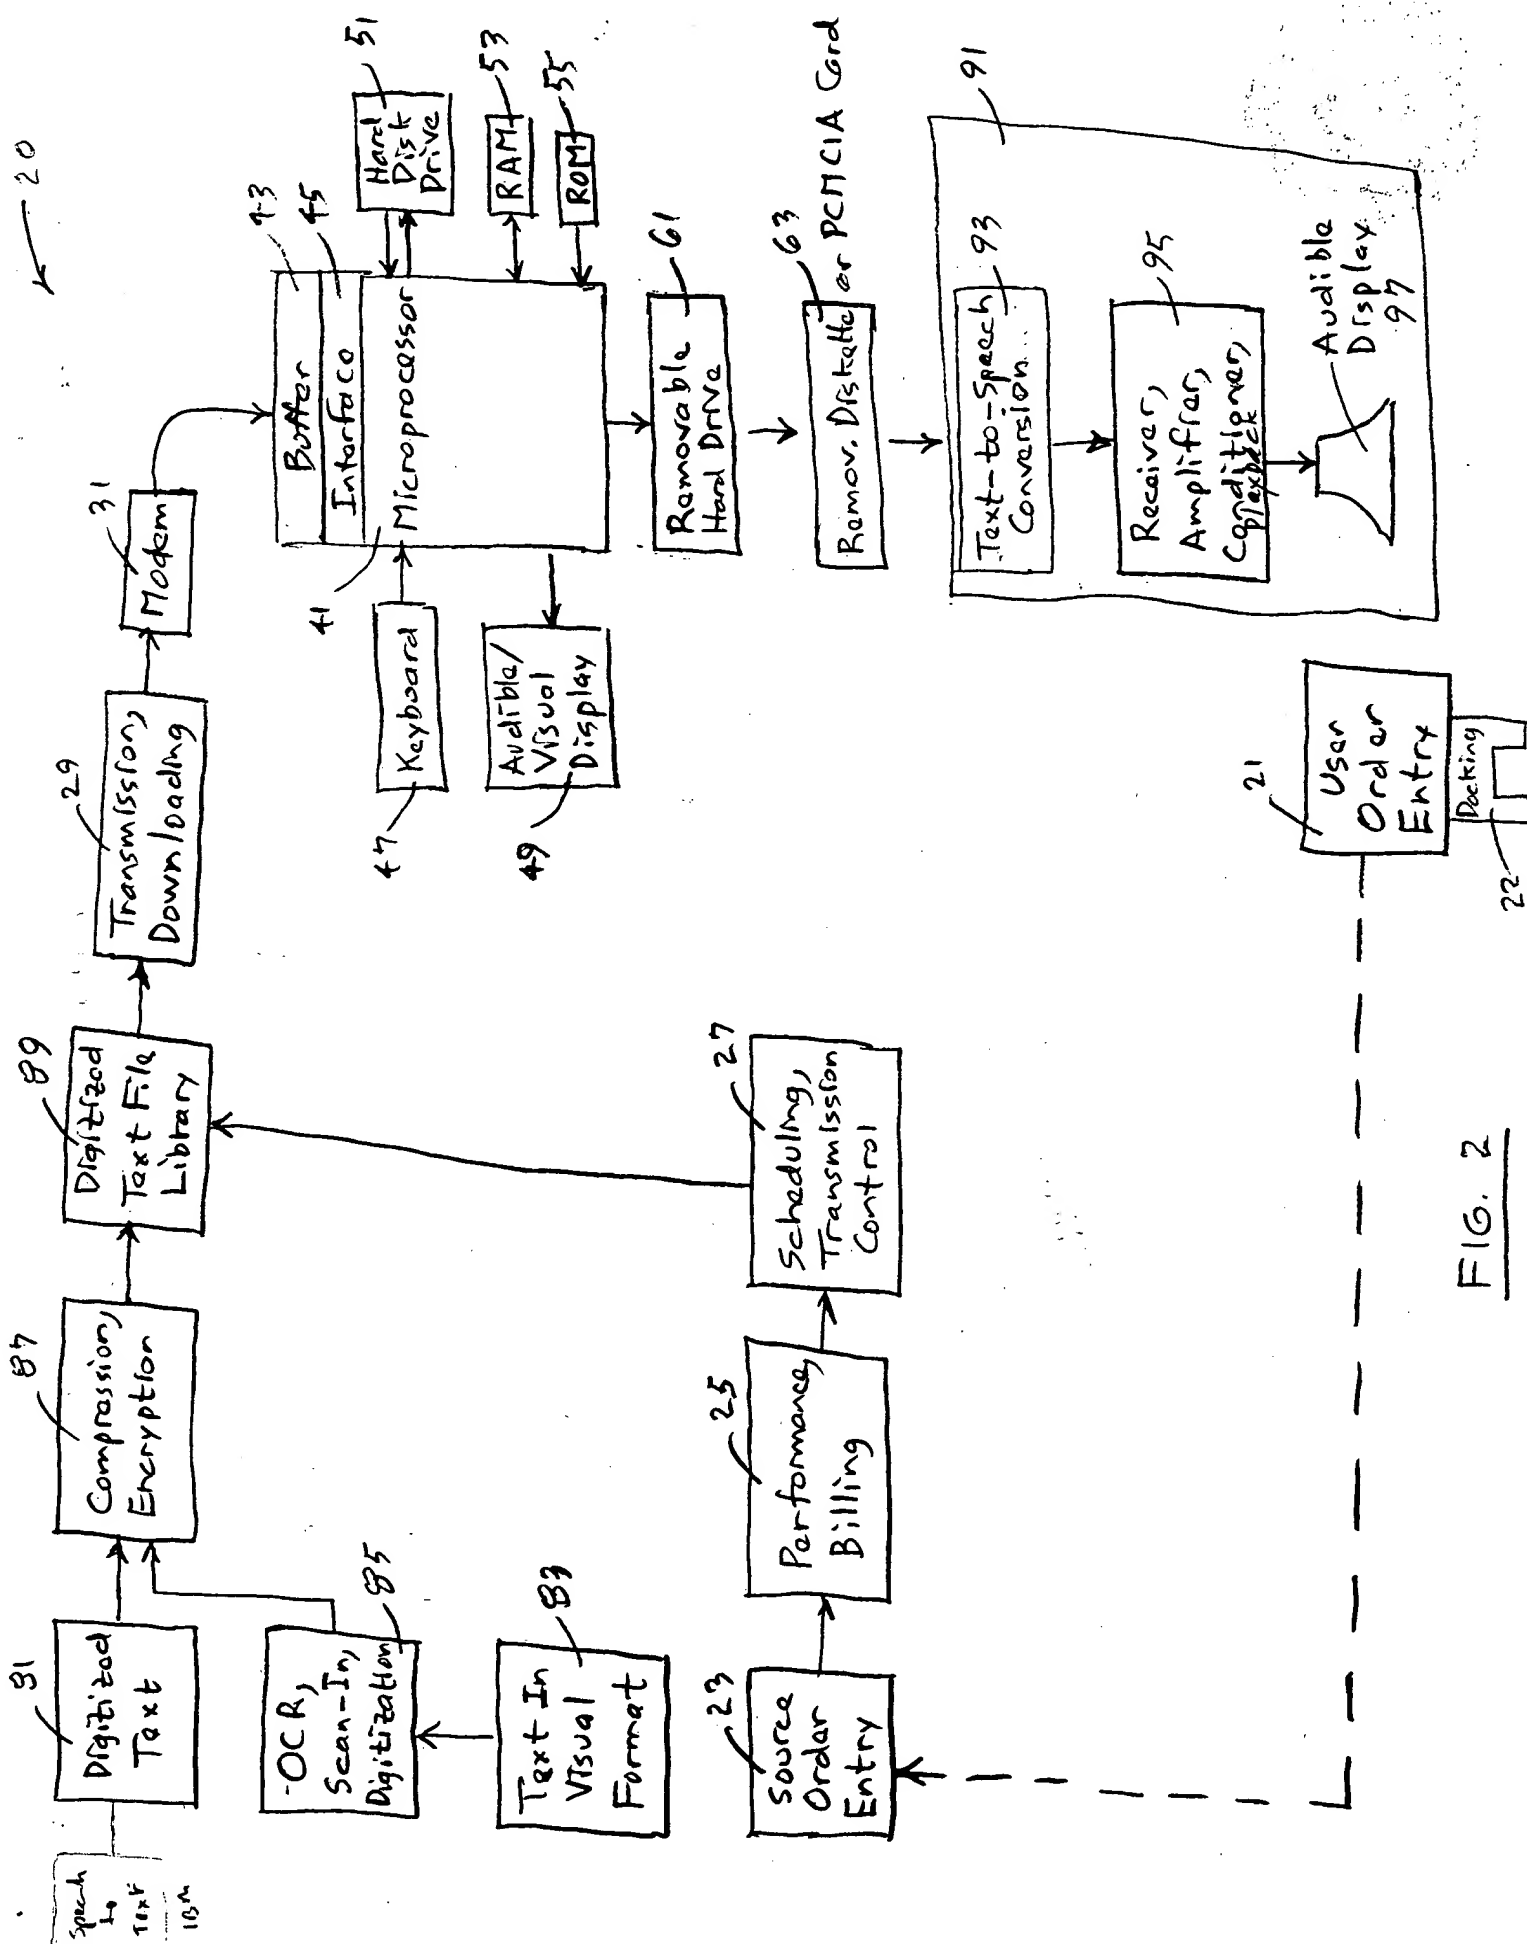 20
Speech
to
Text
IBM
91
Digitized
Text
87
Compression,
Encryption
89
Digitized
Text File
Library
29
Transmission,
Downloading
31
Modem
OCR,
Scan-In,
Digitization
85
Text In
Visual
Format
83
43
Buffer
45
Interface
41
Microprocessor
51
Hard
Disk
Drive
RAM
53
ROM
55
47
Keyboard
49
Audible/
Visual
Display
61
Removable
Hard Drive
63
Remov. Diskette or PCMCIA Card
91
93
Text-to-Speech
Conversion
95
Receiver,
Amplifier,
Conditioner,
Playback
Audible
Display
97
23
Source
Order
Entry
25
Performance,
Billing
27
Scheduling,
Transmission
Control
21
User
Order
Entry
Docking
22
FIG. 2